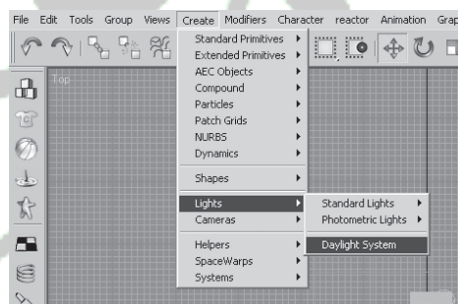 File Edit Tools Group Views Create Modifiers Character reactor Animation Grap
Top
Standard Primitives
Extended Primitives
AEC Objects
Compound
Particles
Patch Grids
NURBS
Dynamics
Shapes
Lights
Cameras
Helpers
SpaceWarps
Systems
Standard Lights
Photometric Lights
Daylight System